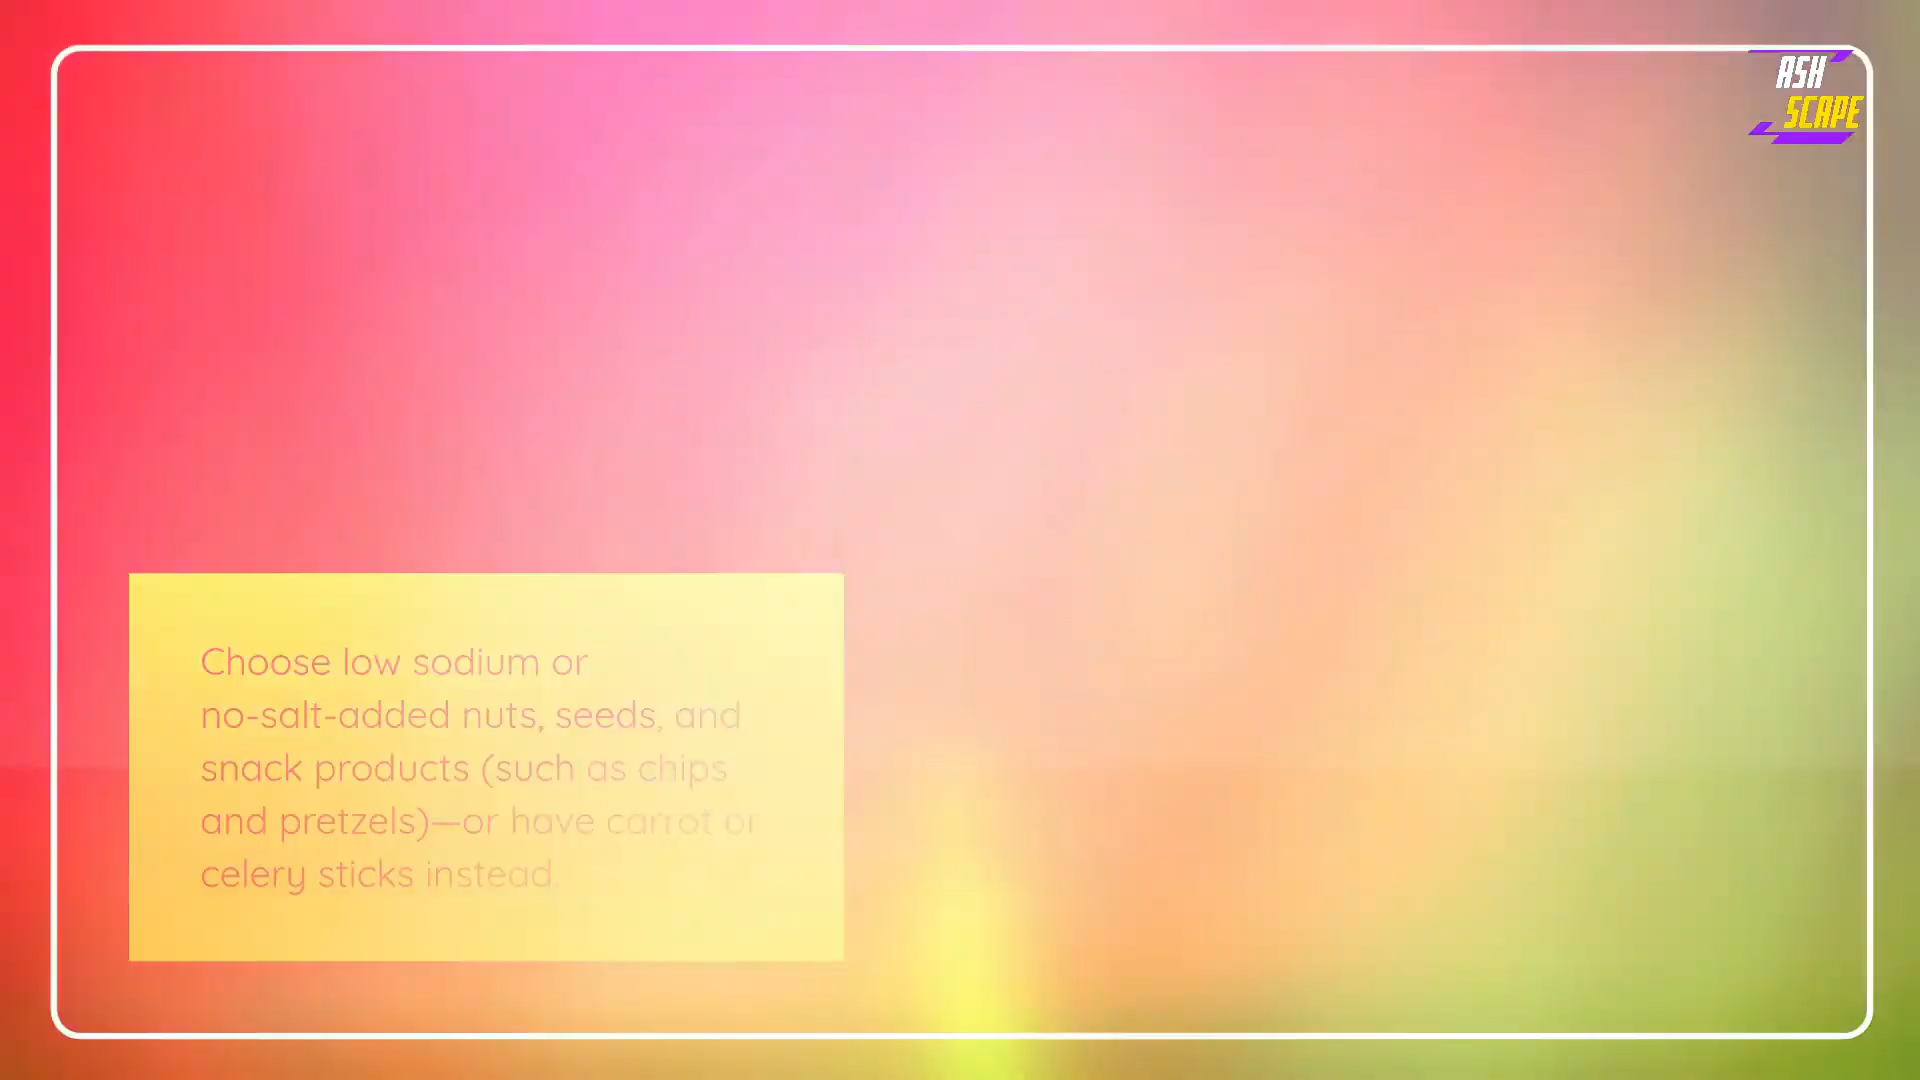 ASH
SCAPE
Choose low sodium or
no-salt-added nuts, seeds, and
snack products (such as chips
and pretzels)—or have carrot or
celery sticks instead.